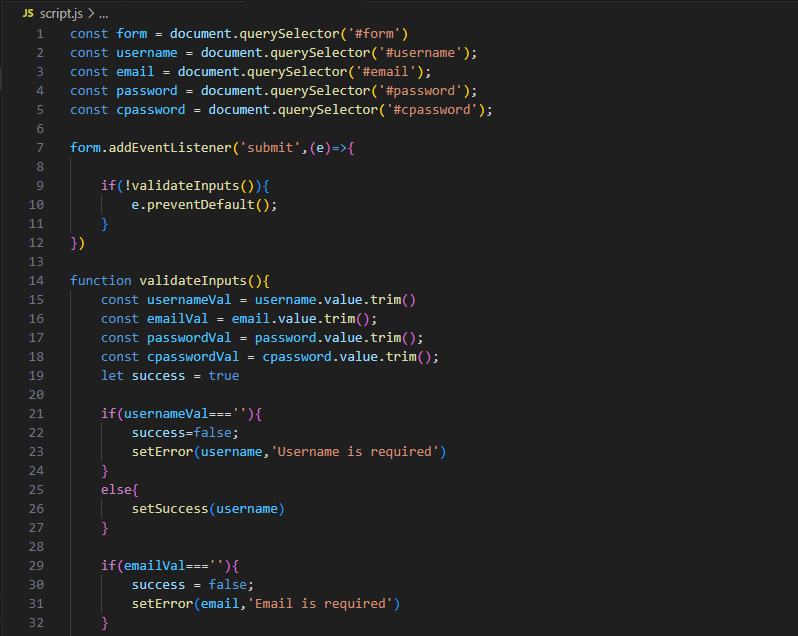 JS script.js > ...
1 const form = document.querySelector('#form')
2 const username = document.querySelector('#username');
3 const email = document.querySelector('#email');
4 const password = document.querySelector('#password');
5 const cpassword = document.querySelector('#cpassword');
6
7 form.addEventListener('submit',(e)=>{
8
9     if(!validateInputs()){
10         e.preventDefault();
11     }
12 })
13
14 function validateInputs(){
15     const usernameVal = username.value.trim()
16     const emailVal = email.value.trim();
17     const passwordVal = password.value.trim();
18     const cpasswordVal = cpassword.value.trim();
19     let success = true
20
21     if(usernameVal===''){
22         success=false;
23         setError(username,'Username is required')
24     }
25     else{
26         setSuccess(username)
27     }
28
29     if(emailVal===''){
30         success = false;
31         setError(email,'Email is required')
32     }